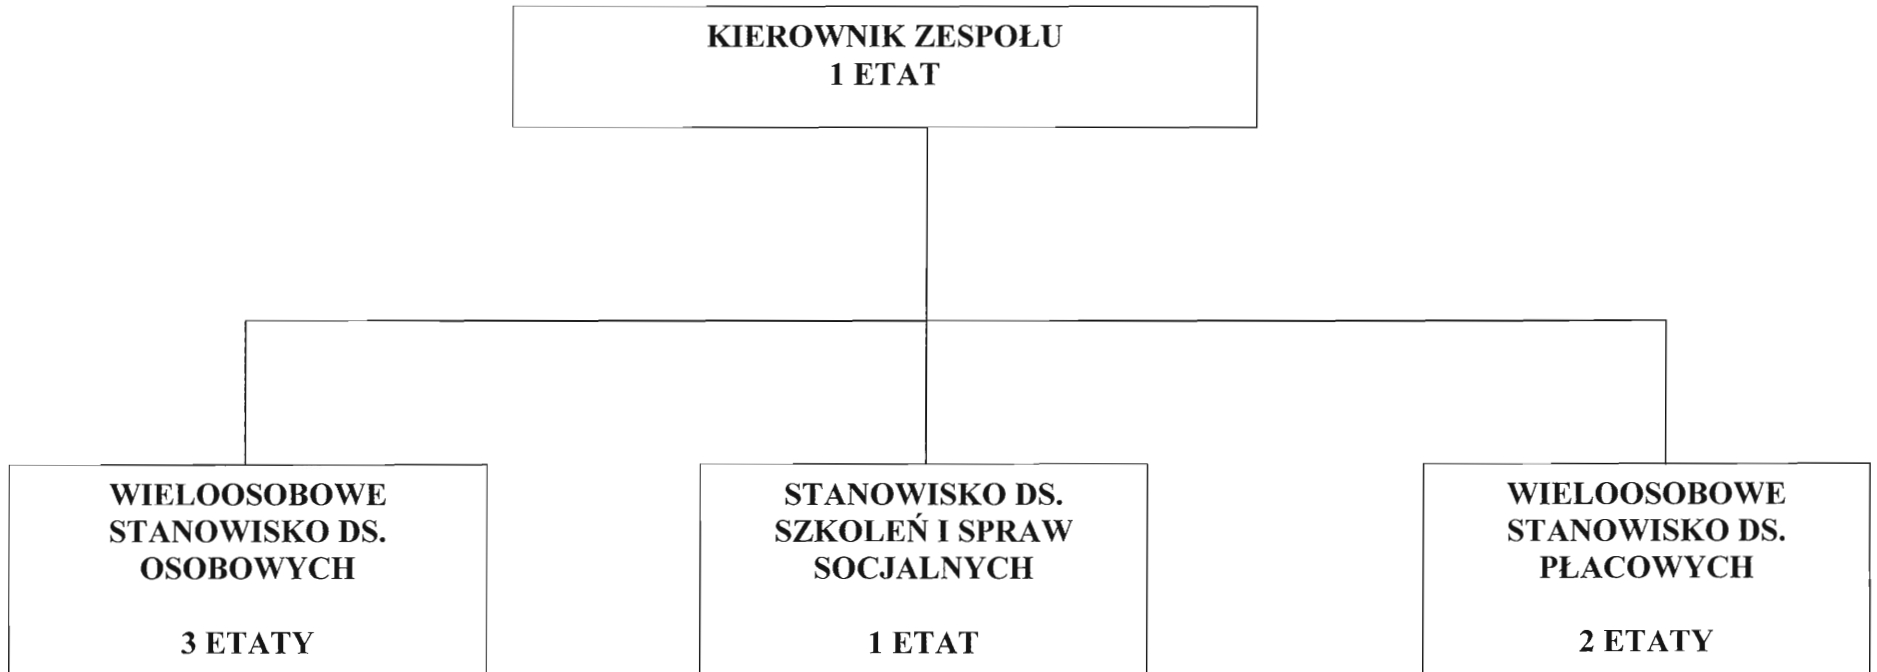 KIEROWNIK ZESPOŁU
1 ETAT
WIELOOSOBOWE
STANOWISKO DS.
OSOBOWYCH
3 ETATY
STANOWISKO DS.
SZKOLEŃ I SPRAW
SOCJALNYCH
1 ETAT
WIELOOSOBOWE
STANOWISKO DS.
PŁACOWYCH
2 ETATY